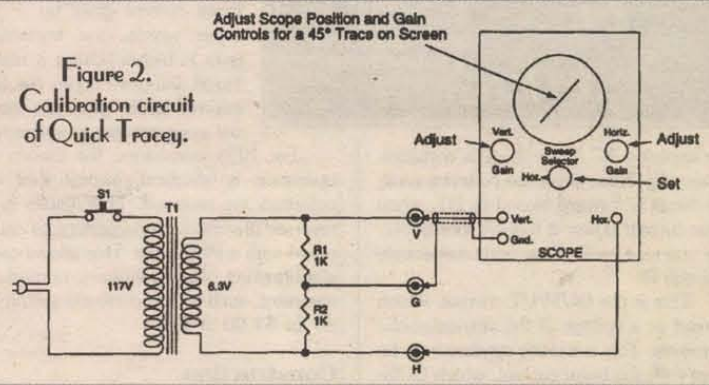 Adjust Scope Position and Gain
Controls for a 45° Trace on Screen
Figure 2.
Calibration circuit
of Quick Tracey.
Adjust
Vert.
Gain
Sweep
Selector
Hor.
Horiz.
Gain
Adjust
Set
S1
T1
117V
6.3V
R1
1K
R2
1K
V
G
H
Vert.
Gnd.
Hor.
SCOPE